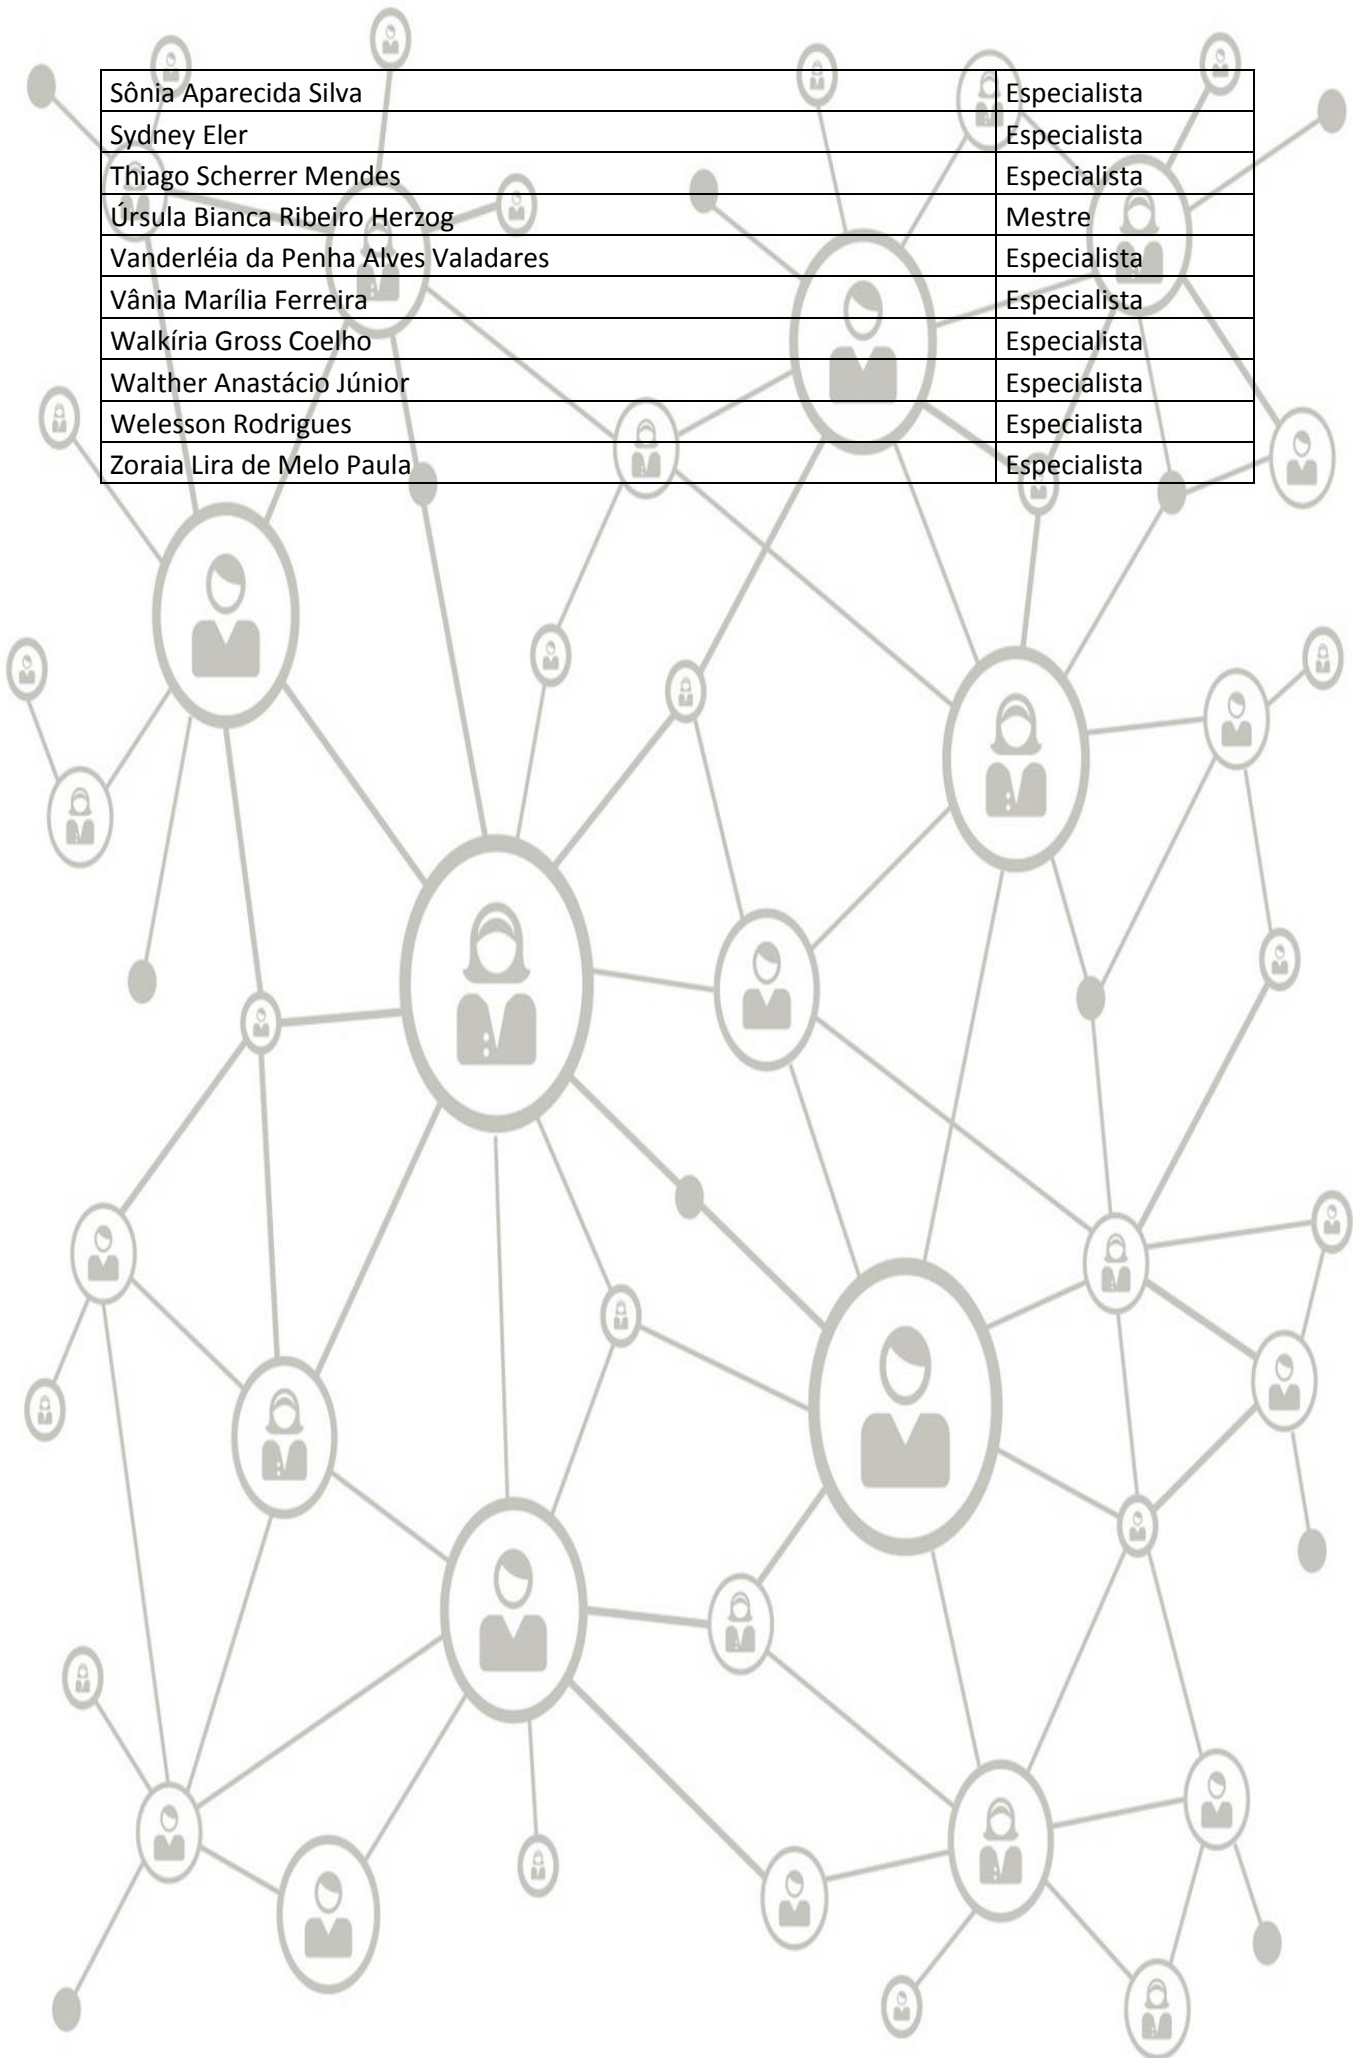 Sônia Aparecida Silva Especialista
Sydney Eler Especialista
Thiago Scherrer Mendes Especialista
Úrsula Bianca Ribeiro Herzog Mestre
Vanderléia da Penha Alves Valadares Especialista
Vânia Marília Ferreira Especialista
Walkíria Gross Coelho Especialista
Walther Anastácio Júnior Especialista
Welesson Rodrigues Especialista
Zoraia Lira de Melo Paula Especialista